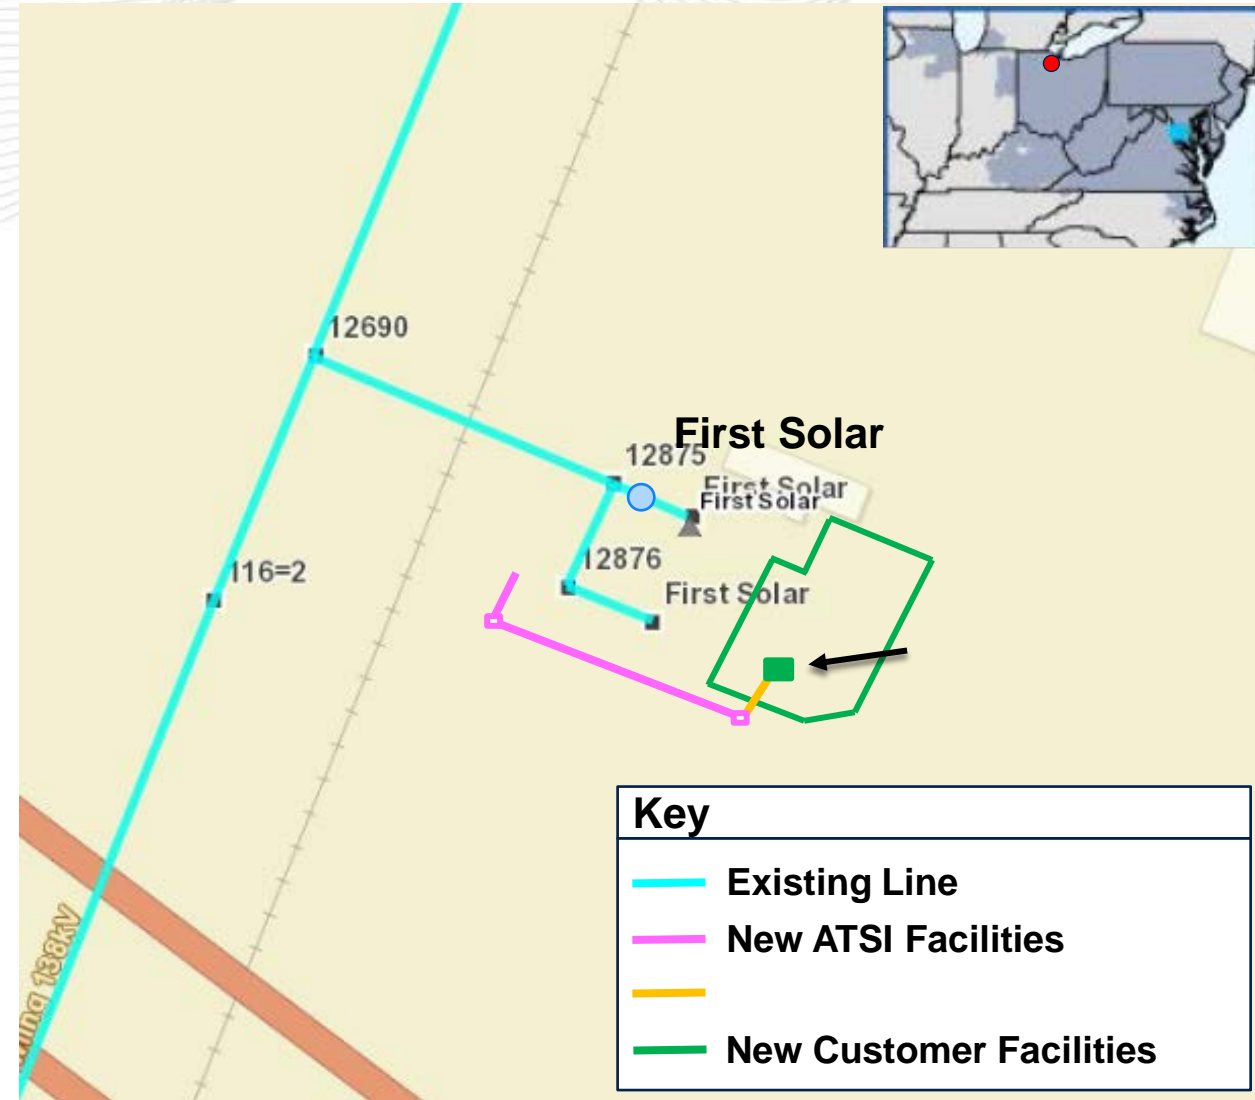 12690
First Solar
12875
First Solar
First Solar
12876
116=2
First Solar
138kV
Key
Existing Line
New ATSI Facilities
New Customer Facilities